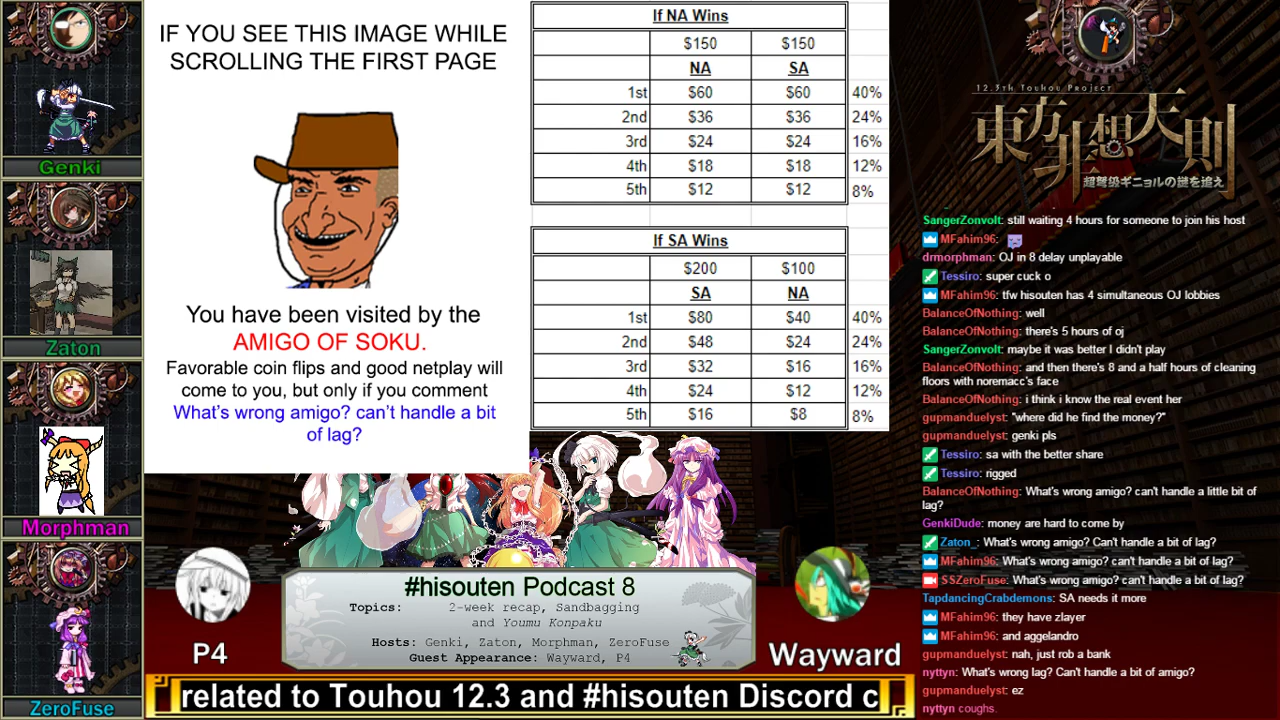 Genki
Zaton
Morphman
ZeroFuse
IF YOU SEE THIS IMAGE WHILE
SCROLLING THE FIRST PAGE
You have been visited by the
AMIGO OF SOKU.
Favorable coin flips and good netplay will
come to you, but only if you comment
What's wrong amigo? can't handle a bit
of lag?
If NA Wins
$150 $150
NA SA
1st $60 $60 40%
2nd $36 $36 24%
3rd $24 $24 16%
4th $18 $18 12%
5th $12 $12 8%
If SA Wins
$200 $100
SA NA
1st $80 $40 40%
2nd $48 $24 24%
3rd $32 $16 16%
4th $24 $12 12%
5th $16 $8 8%
P4
#hisouten Podcast 8
Topics: 2-week recap, Sandbagging
and Youmu Konpaku
Hosts: Genki, Zaton, Morphman, ZeroFuse
Guest Appearance: Wayward, P4
Wayward
related to Touhou 12.3 and #hisouten Discord c
12.3th Touhou Project
東方非想天則
超弩級ギニョルの謎を追え
SangerZonvolt: still waiting 4 hours for someone to join his host
MFahim96:
drmorphman: OJ in 8 delay unplayable
Tessiro: super cuck o
MFahim96: tfw hisouten has 4 simultaneous OJ lobbies
BalanceOfNothing: well
BalanceOfNothing: there's 5 hours of oj
SangerZonvolt: maybe it was better I didn't play
BalanceOfNothing: and then there's 8 and a half hours of cleaning
floors with noremacc's face
BalanceOfNothing: i think i know the real event her
gupmanduelyst: "where did he find the money?"
gupmanduelyst: genki pls
Tessiro: sa with the better share
Tessiro: rigged
BalanceOfNothing: What's wrong amigo? can't handle a little bit of
lag?
GenkiDude: money are hard to come by
Zaton_: What's wrong amigo? Can't handle a bit of lag?
MFahim96: What's wrong amigo? can't handle a bit of lag?
SSZeroFuse: What's wrong amigo? can't handle a bit of lag?
TapdancingCrabdemons: SA needs it more
MFahim96: they have zlayer
MFahim96: and aggelandro
gupmanduelyst: nah, just rob a bank
nyttyn: What's wrong lag? Can't handle a bit of amigo?
gupmanduelyst: ez
nyttyn coughs.